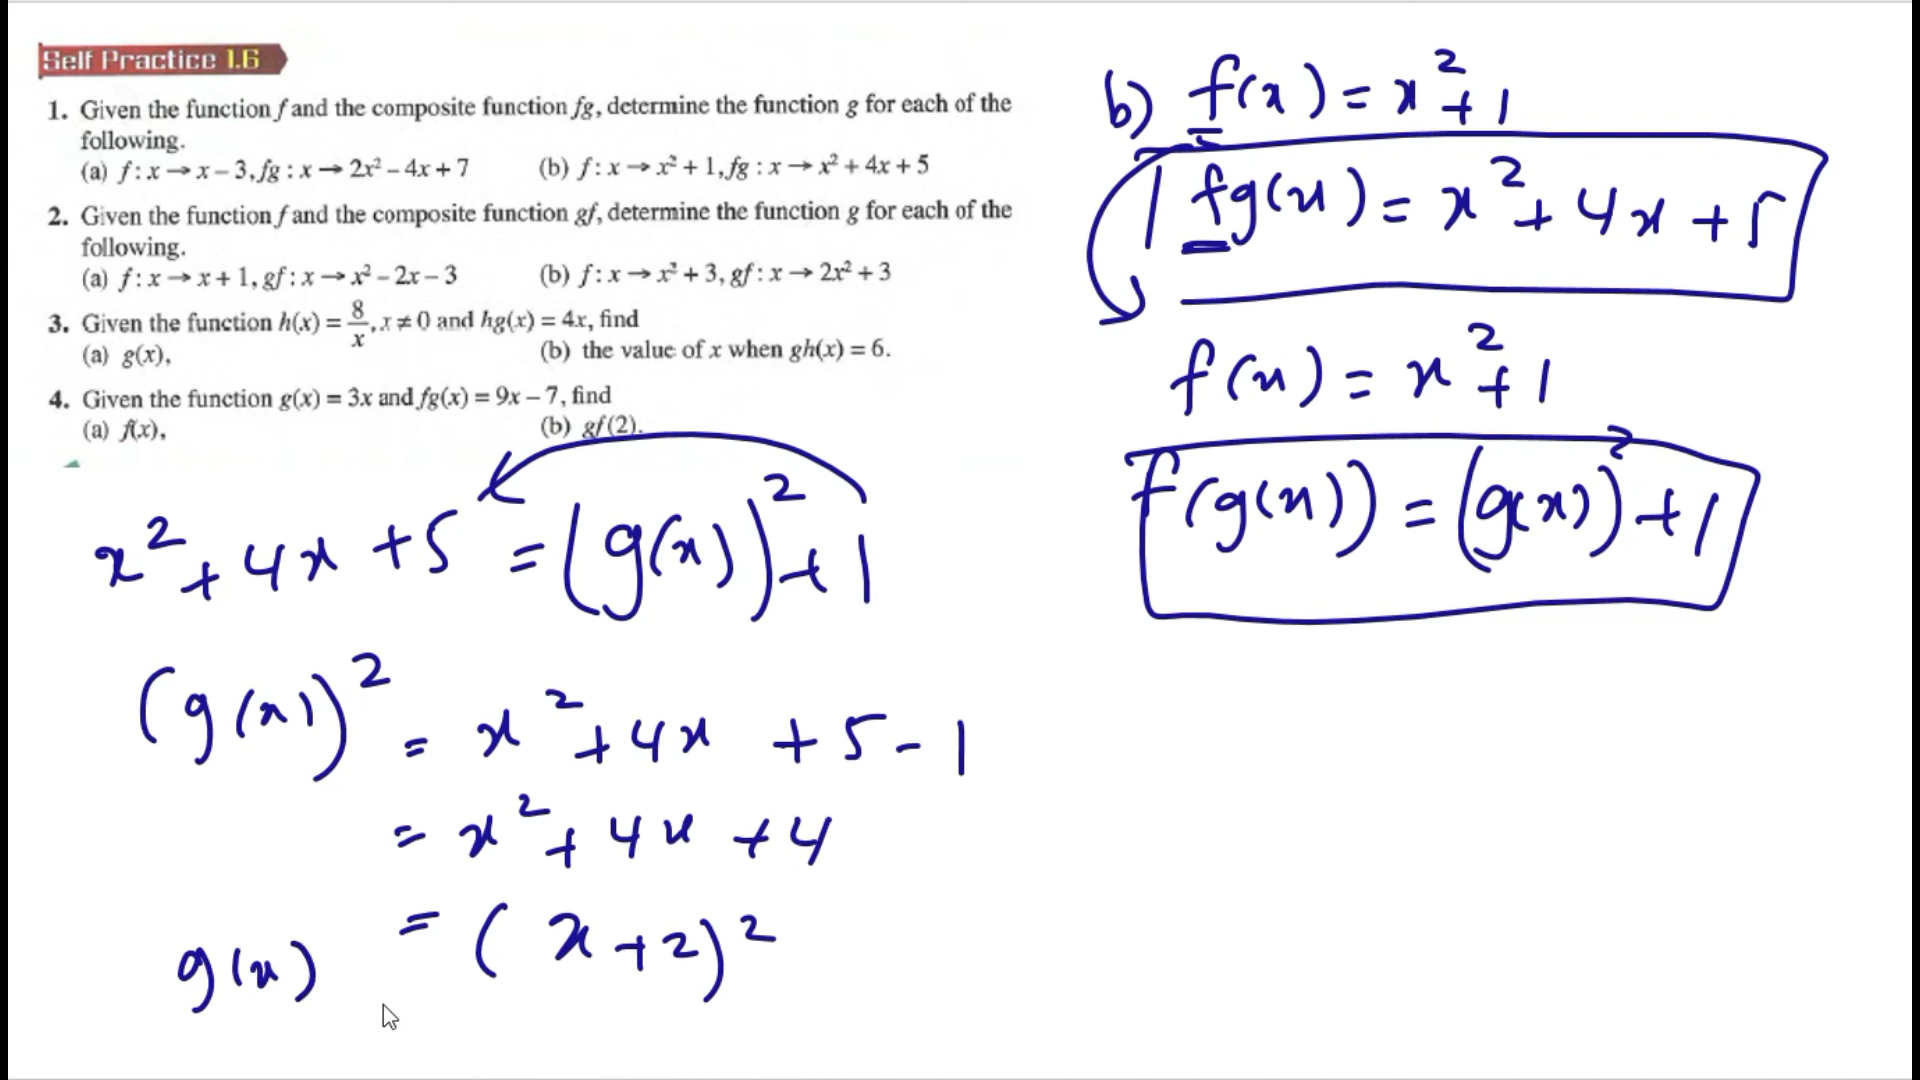 Self Practice 1.6
1. Given the function f and the composite function fg, determine the function g for each of the
following.
(a) f : x → x – 3, fg : x → 2x² – 4x + 7 (b) f : x → x² + 1, fg : x → x² + 4x + 5
2. Given the function f and the composite function gf, determine the function g for each of the
following.
(a) f : x → x + 1, gf : x → x² – 2x – 3 (b) f : x → x² + 3, gf : x → 2x² + 3
3. Given the function h(x) = 8/x, x ≠ 0 and hg(x) = 4x, find
(a) g(x), (b) the value of x when gh(x) = 6.
4. Given the function g(x) = 3x and fg(x) = 9x – 7, find
(a) f(x), (b) gf(2).
x² + 4x + 5 = (g(x))² + 1
(g(x))² = x² + 4x + 5 - 1
= x² + 4x + 4
= (x + 2)²
g(x)
b) f(x) = x² + 1
fg(x) = x² + 4x + 5
f(x) = x² + 1
f(g(x)) = (g(x))² + 1